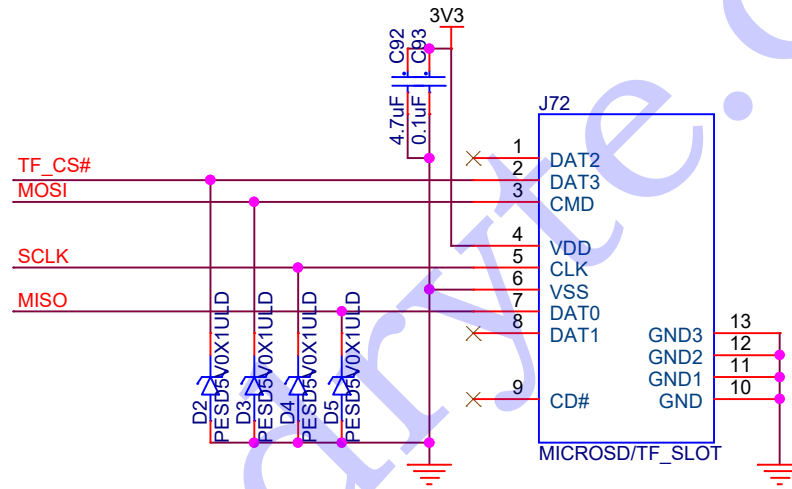 3V3
C92
C93
4.7uF
0.1uF
J72
TF_CS#
MOSI
SCLK
MISO
1 DAT2
2 DAT3
3 CMD
4 VDD
5 CLK
6 VSS
7 DAT0
8 DAT1
9 CD#
GND3 13
GND2 12
GND1 11
GND 10
D2
PESD5V0X1ULD
D3
PESD5V0X1ULD
D4
PESD5V0X1ULD
D5
PESD5V0X1ULD
MICROSD/TF_SLOT